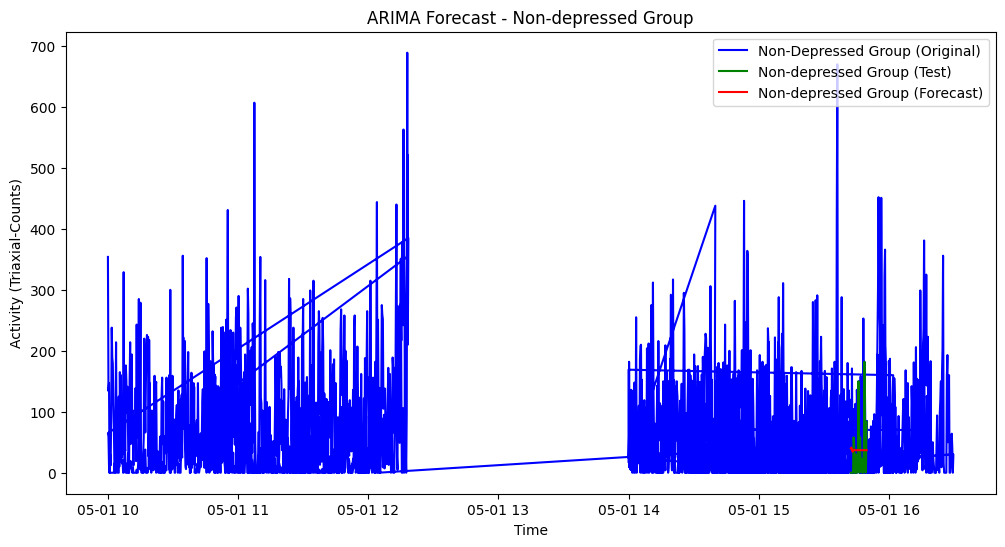 ARIMA Forecast - Non-depressed Group
Non-Depressed Group (Original)
Non-depressed Group (Test)
Non-depressed Group (Forecast)
Activity (Triaxial-Counts)
700
600
500
400
300
200
100
0
05-01 10
05-01 11
05-01 12
05-01 13
05-01 14
05-01 15
05-01 16
Time